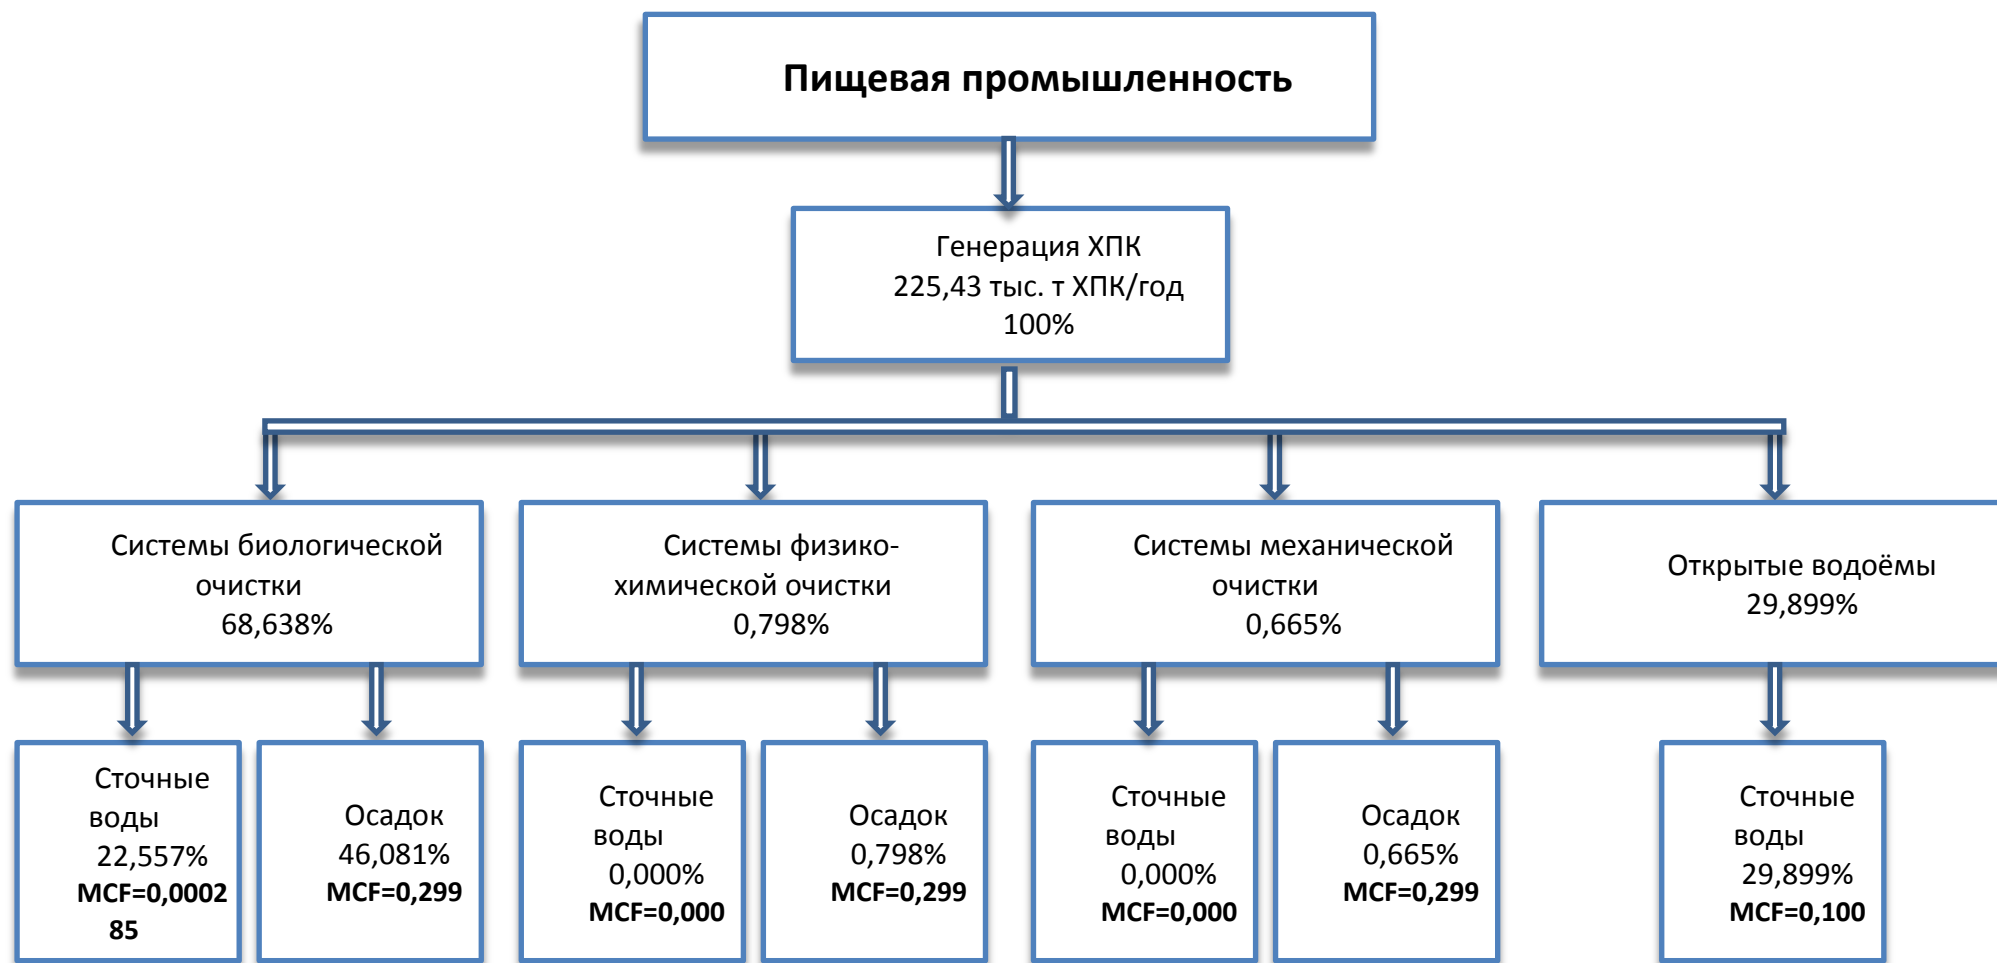 Пищевая промышленность
Генерация ХПК
225,43 тыс. т ХПК/год
100%
Системы биологической
очистки
68,638%
Системы физико-
химической очистки
0,798%
Системы механической
очистки
0,665%
Открытые водоёмы
29,899%
Сточные
воды
22,557%
MCF=0,0002
85
Осадок
46,081%
MCF=0,299
Сточные
воды
0,000%
MCF=0,000
Осадок
0,798%
MCF=0,299
Сточные
воды
0,000%
MCF=0,000
Осадок
0,665%
MCF=0,299
Сточные
воды
29,899%
MCF=0,100